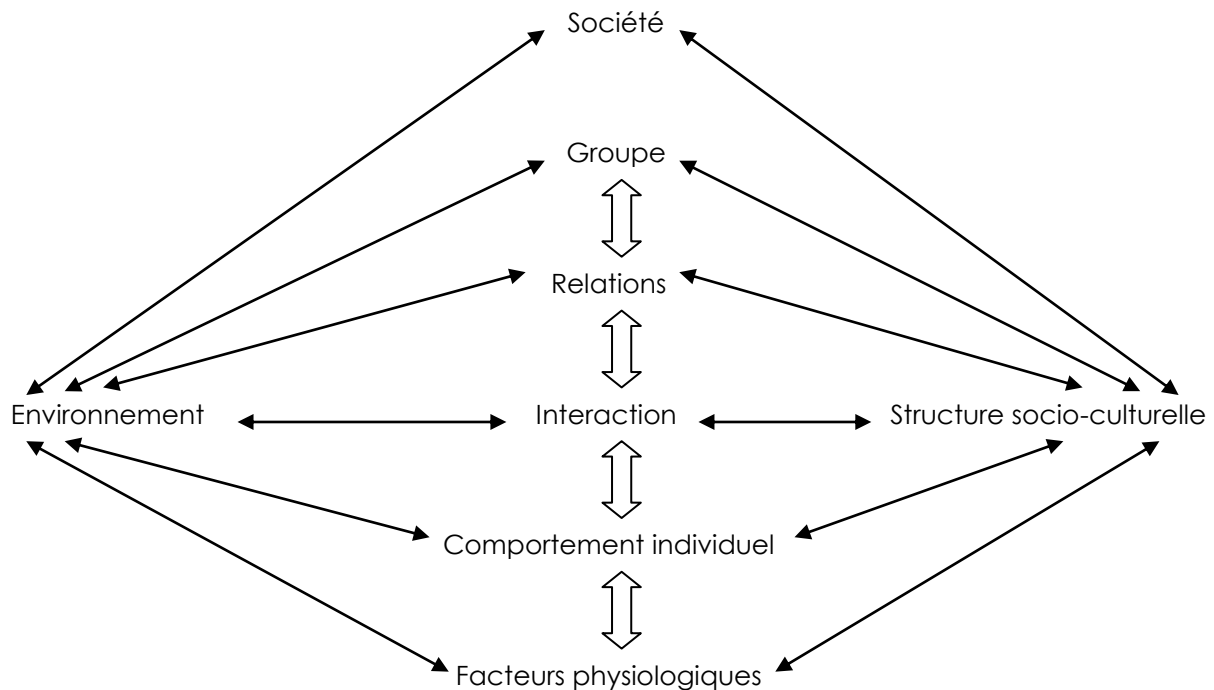 Société
Groupe
Relations
Environnement
Interaction
Structure socio-culturelle
Comportement individuel
Facteurs physiologiques